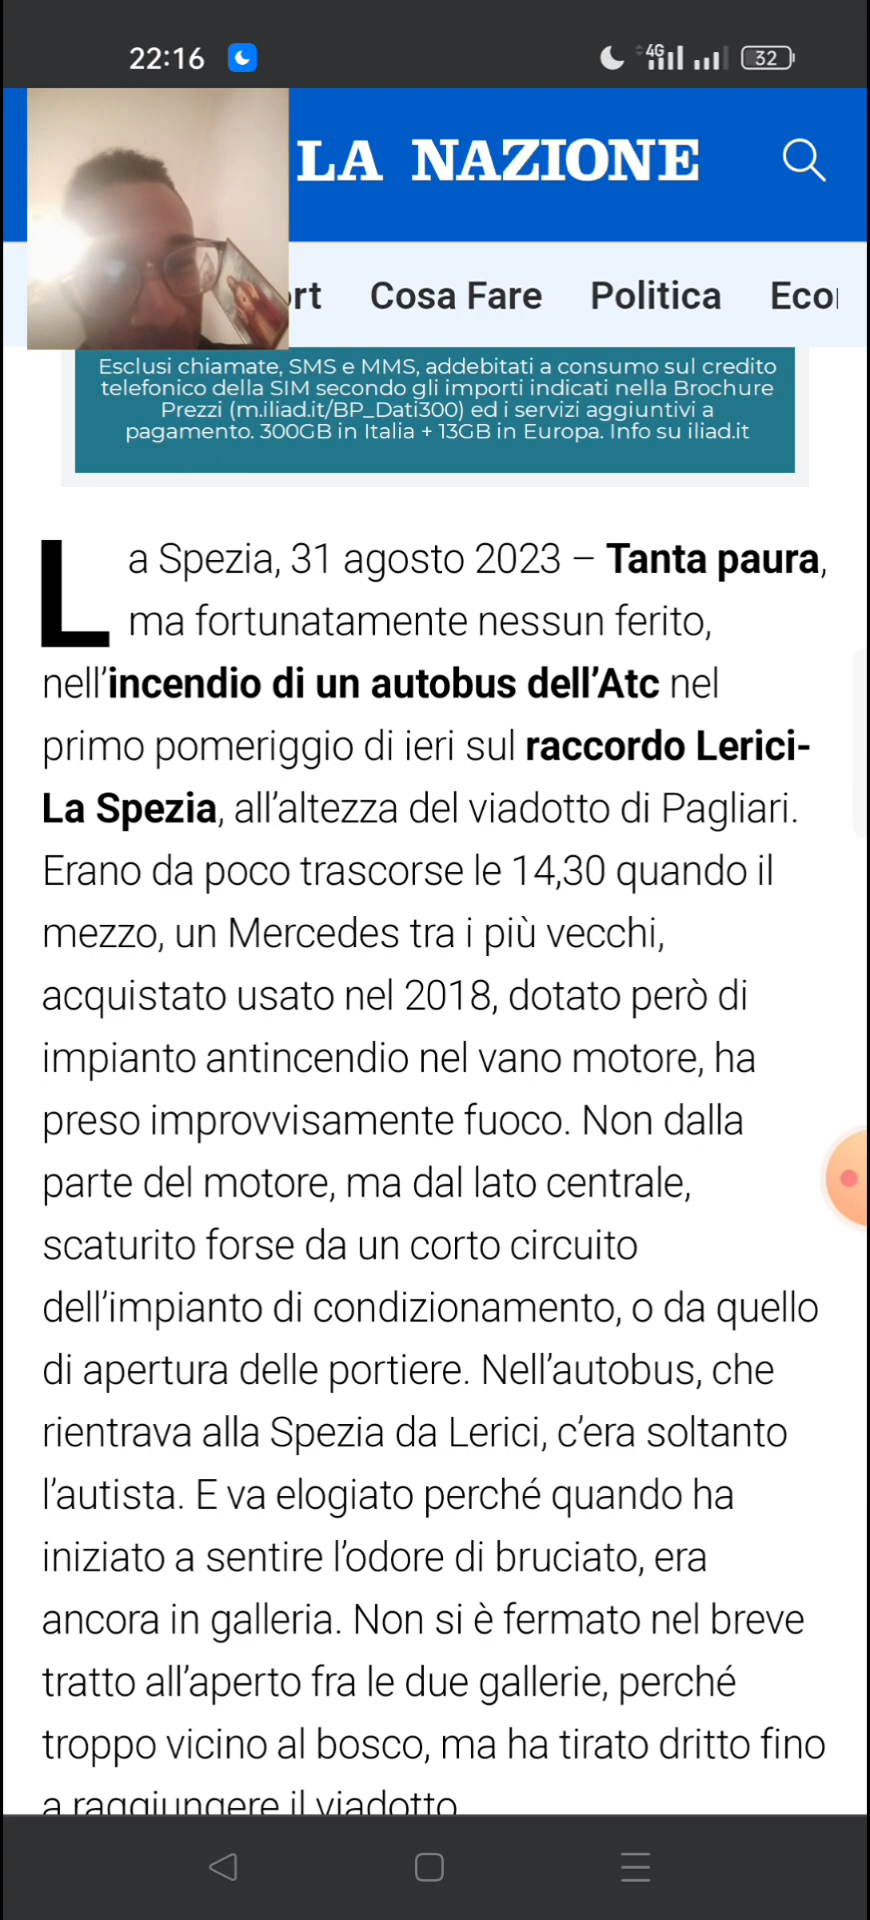 22:16
4G
32
LA NAZIONE
rt Cosa Fare Politica Eco
Esclusi chiamate, SMS e MMS, addebitati a consumo sul credito
telefonico della SIM secondo gli importi indicati nella Brochure
Prezzi (m.iliad.it/BP_Dati300) ed i servizi aggiuntivi a
pagamento. 300GB in Italia + 13GB in Europa. Info su iliad.it
La Spezia, 31 agosto 2023 – Tanta paura,
ma fortunatamente nessun ferito,
nell’incendio di un autobus dell’Atc nel
primo pomeriggio di ieri sul raccordo Lerici-
La Spezia, all’altezza del viadotto di Pagliari.
Erano da poco trascorse le 14,30 quando il
mezzo, un Mercedes tra i più vecchi,
acquistato usato nel 2018, dotato però di
impianto antincendio nel vano motore, ha
preso improvvisamente fuoco. Non dalla
parte del motore, ma dal lato centrale,
scaturito forse da un corto circuito
dell’impianto di condizionamento, o da quello
di apertura delle portiere. Nell’autobus, che
rientrava alla Spezia da Lerici, c’era soltanto
l’autista. E va elogiato perché quando ha
iniziato a sentire l’odore di bruciato, era
ancora in galleria. Non si è fermato nel breve
tratto all’aperto fra le due gallerie, perché
troppo vicino al bosco, ma ha tirato dritto fino
a raggiungere il viadotto